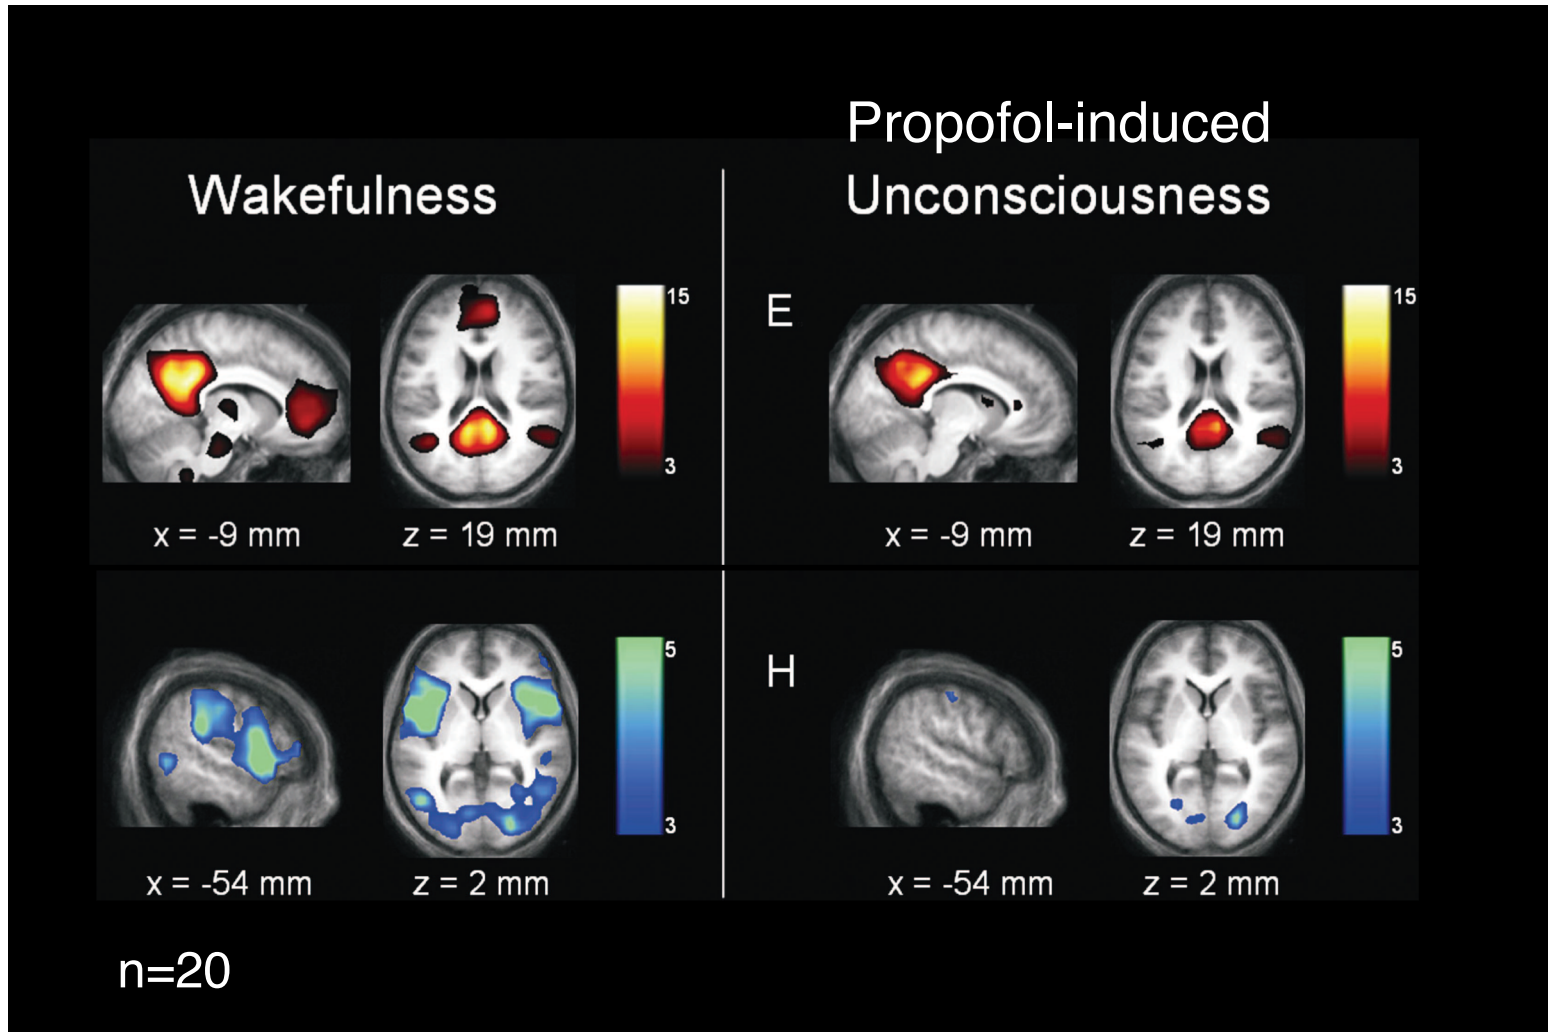 Propofol-induced
Wakefulness
Unconsciousness
15
3
E
15
3
x = -9 mm
z = 19 mm
x = -9 mm
z = 19 mm
5
3
H
5
3
x = -54 mm
z = 2 mm
x = -54 mm
z = 2 mm
n=20